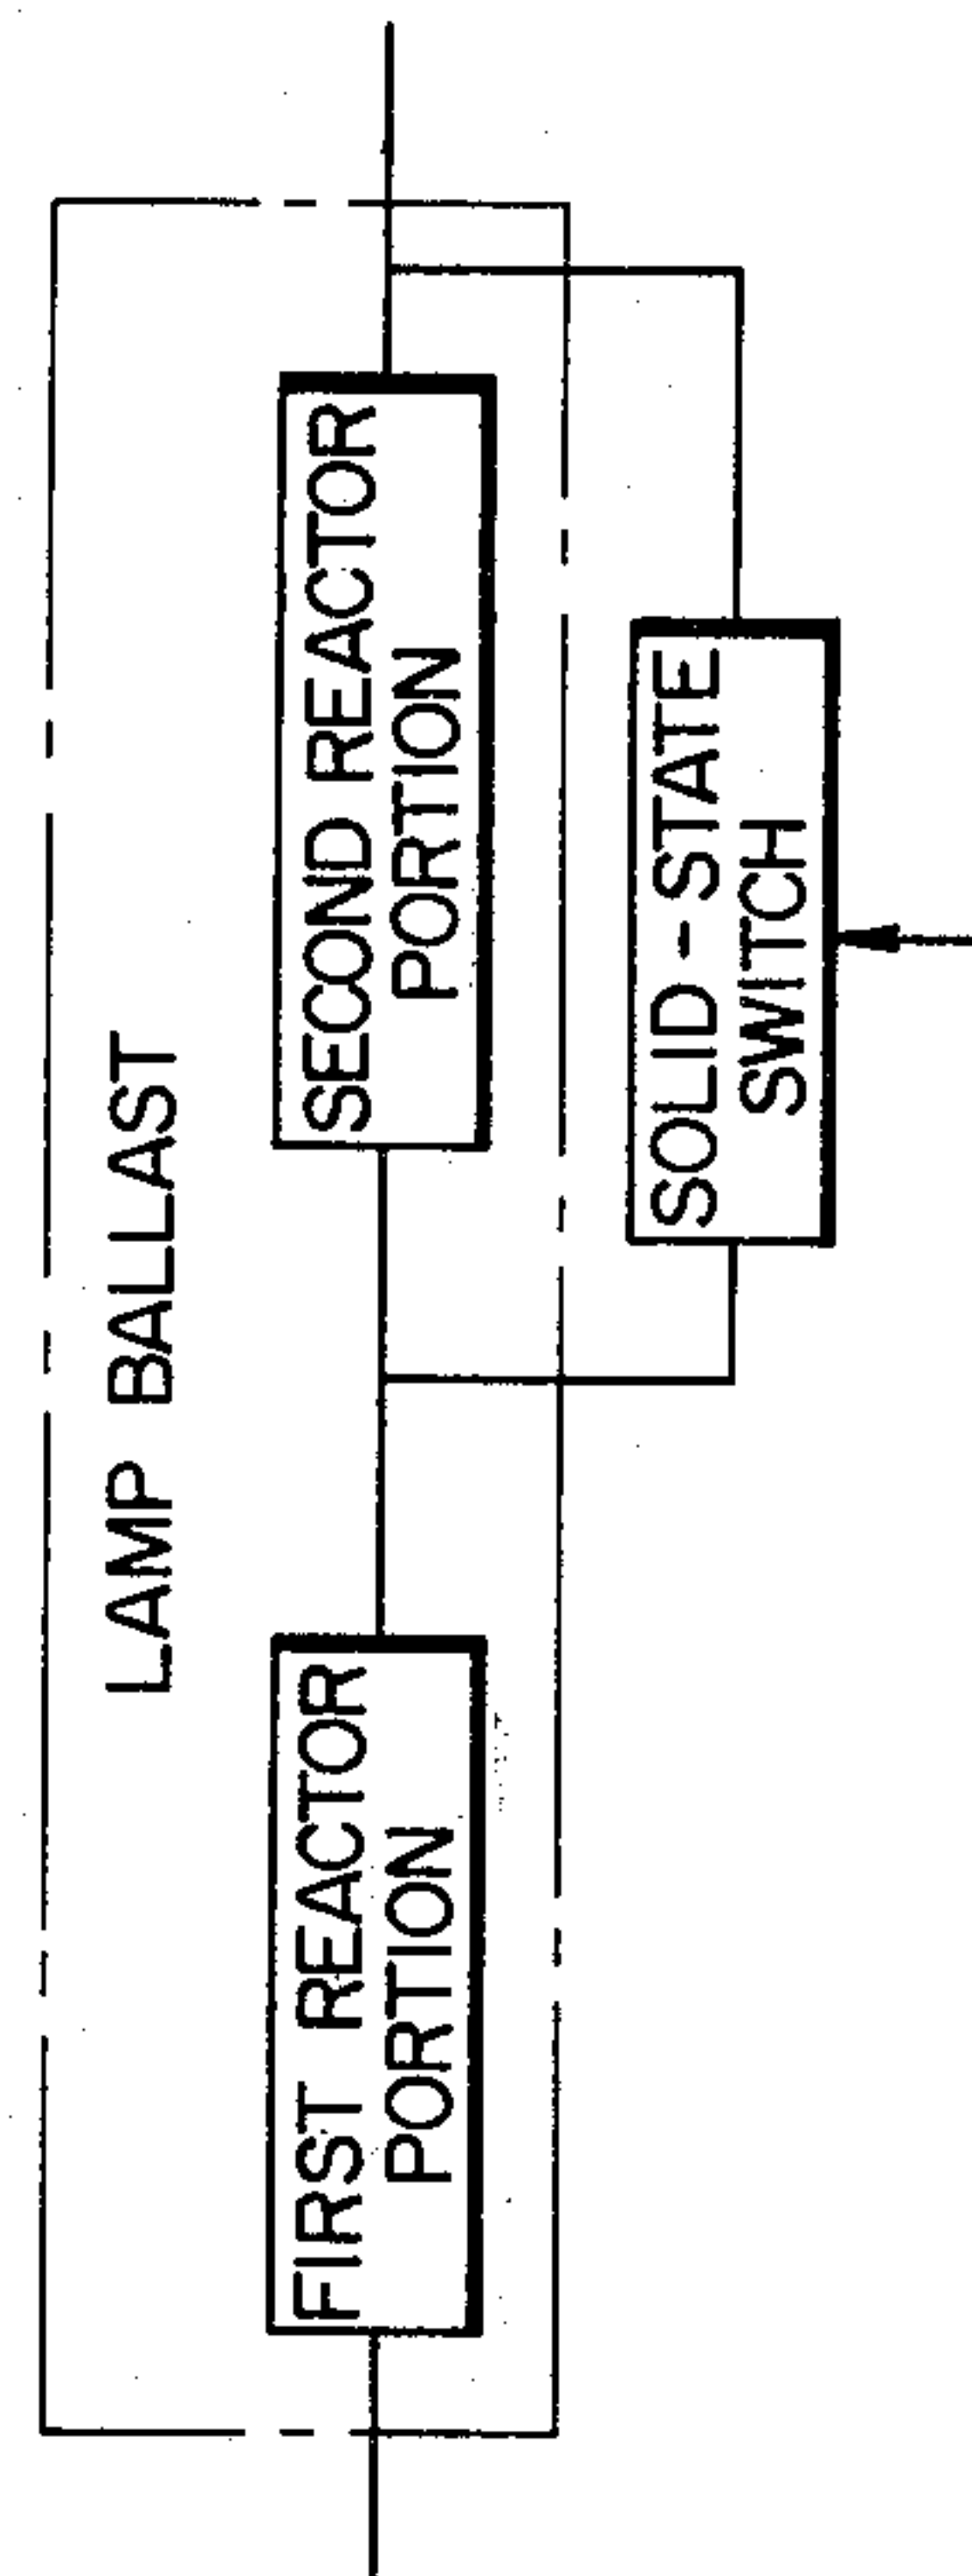 LAMP BALLAST
FIRST REACTOR
PORTION
SECOND REACTOR
PORTION
SOLID - STATE
SWITCH